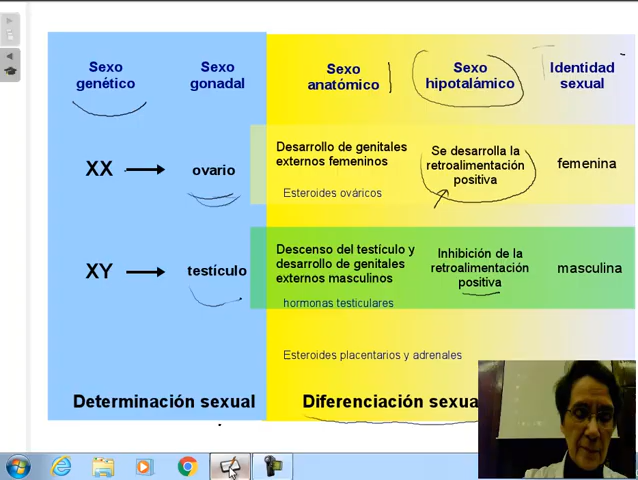 Sexo
genético
Sexo
gonadal
Sexo
anatómico
Sexo
hipotalámico
Identidad
sexual
XX
ovario
Desarrollo de genitales
externos femeninos
Esteroides ováricos
Se desarrolla la
retroalimentación
positiva
femenina
XY
testículo
Descenso del testículo y
desarrollo de genitales
externos masculinos
hormonas testiculares
Inhibición de la
retroalimentación
positiva
masculina
Esteroides placentarios y adrenales
Determinación sexual
Diferenciación sexua